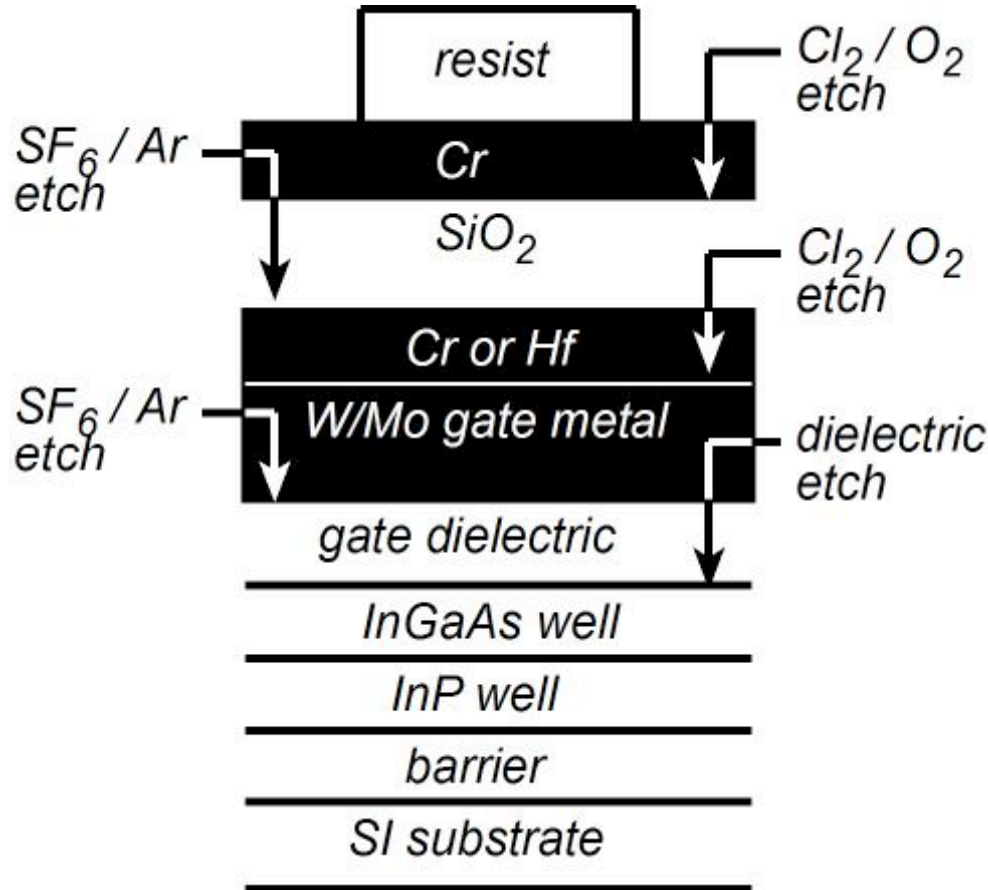 resist
Cl2 / O2
etch
SF6 / Ar
etch
Cr
SiO2
Cl2 / O2
etch
Cr or Hf
SF6 / Ar
etch
W/Mo gate metal
dielectric
etch
gate dielectric
InGaAs well
InP well
barrier
SI substrate